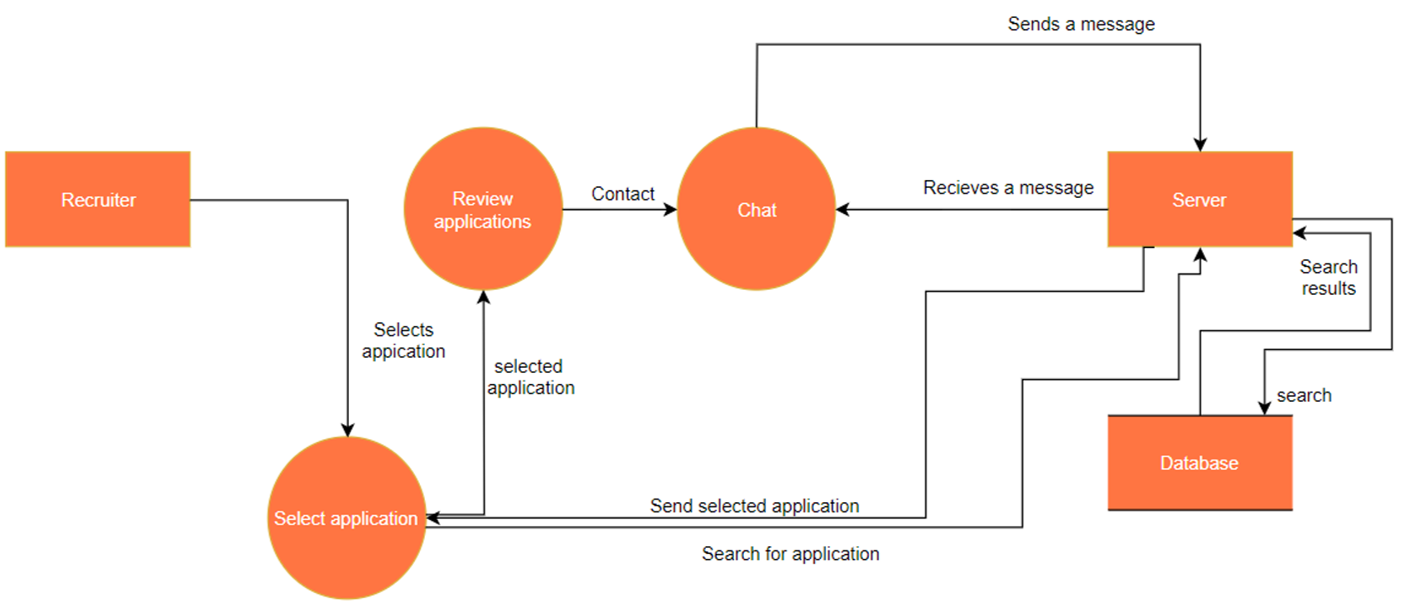 Sends a message
Recruiter
Review
applications
Contact
Chat
Recieves a message
Server
Search
results
Selects
appication
selected
application
search
Database
Select application
Send selected application
Search for application